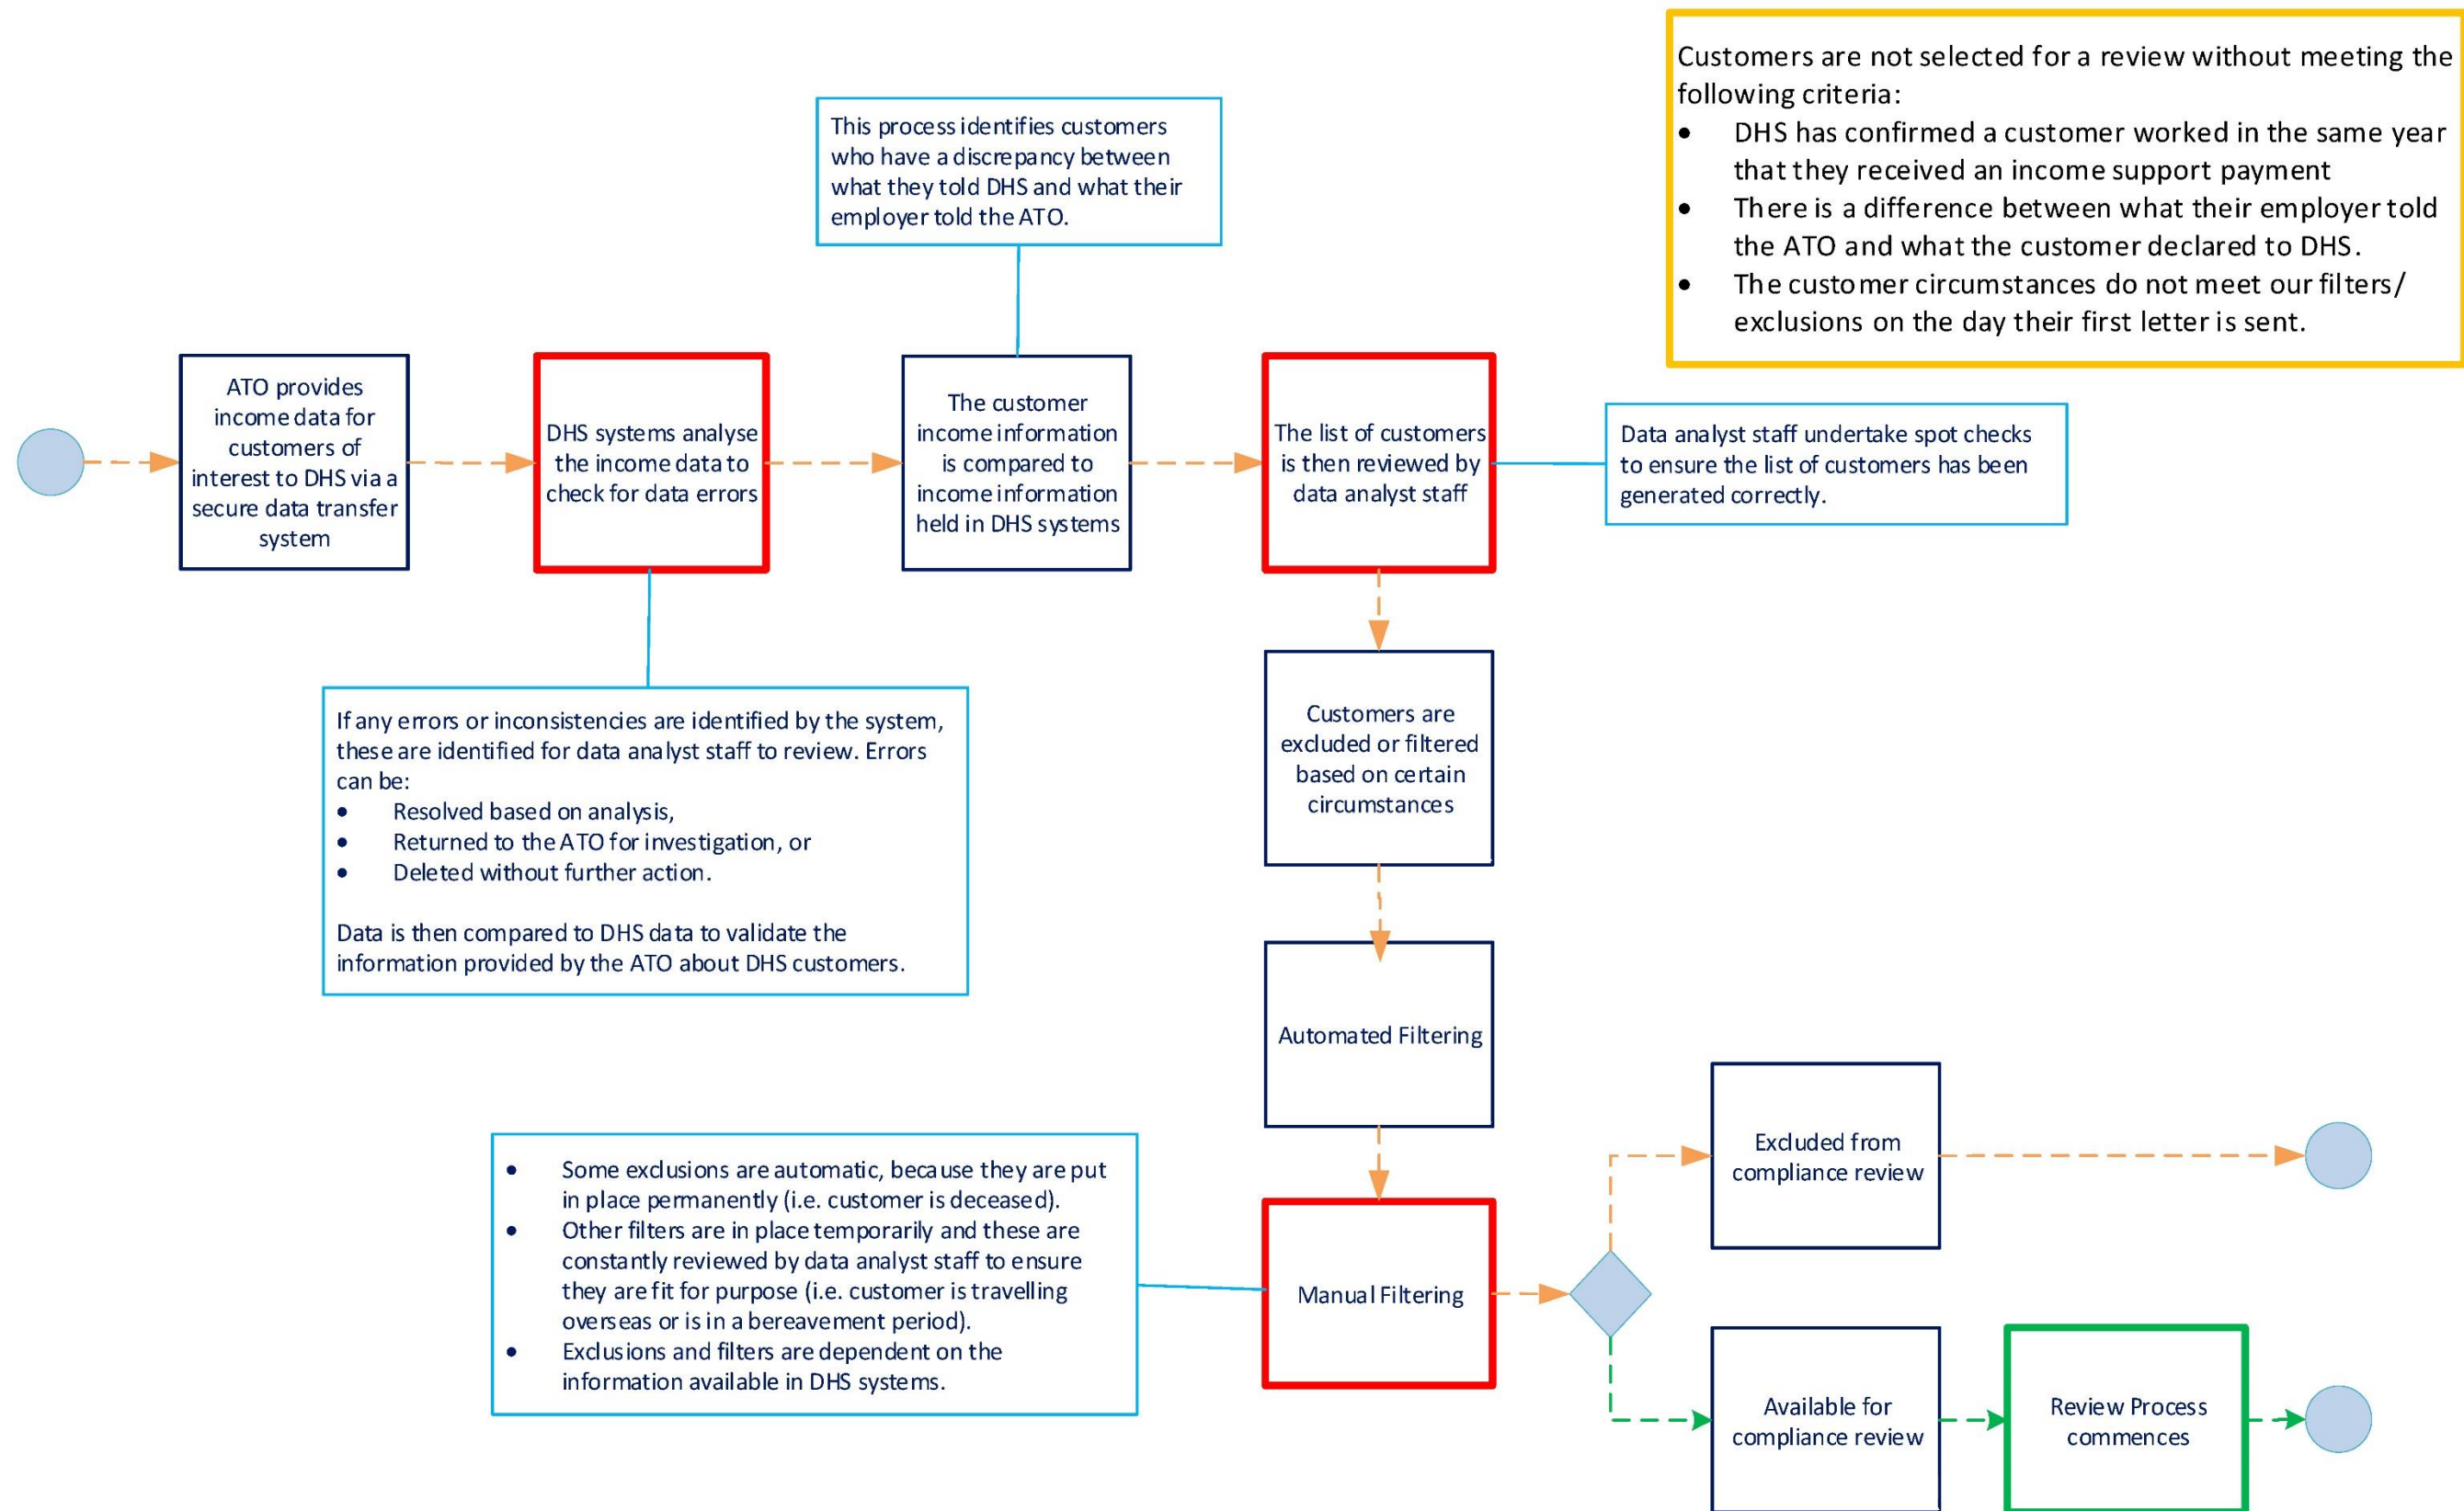 Customers are not selected for a review without meeting the
following criteria:
• DHS has confirmed a customer worked in the same year
that they received an income support payment
• There is a difference between what their employer told
the ATO and what the customer declared to DHS.
• The customer circumstances do not meet our filters/
exclusions on the day their first letter is sent.
This process identifies customers
who have a discrepancy between
what they told DHS and what their
employer told the ATO.
ATO provides
income data for
customers of
interest to DHS via a
secure data transfer
system
DHS systems analyse
the income data to
check for data errors
The customer
income information
is compared to
income information
held in DHS systems
The list of customers
is then reviewed by
data analyst staff
Data analyst staff undertake spot checks
to ensure the list of customers has been
generated correctly.
If any errors or inconsistencies are identified by the system,
these are identified for data analyst staff to review. Errors
can be:
• Resolved based on analysis,
• Returned to the ATO for investigation, or
• Deleted without further action.
Data is then compared to DHS data to validate the
information provided by the ATO about DHS customers.
Customers are
excluded or filtered
based on certain
circumstances
Automated Filtering
• Some exclusions are automatic, because they are put
in place permanently (i.e. customer is deceased).
• Other filters are in place temporarily and these are
constantly reviewed by data analyst staff to ensure
they are fit for purpose (i.e. customer is travelling
overseas or is in a bereavement period).
• Exclusions and filters are dependent on the
information available in DHS systems.
Manual Filtering
Excluded from
compliance review
Available for
compliance review
Review Process
commences